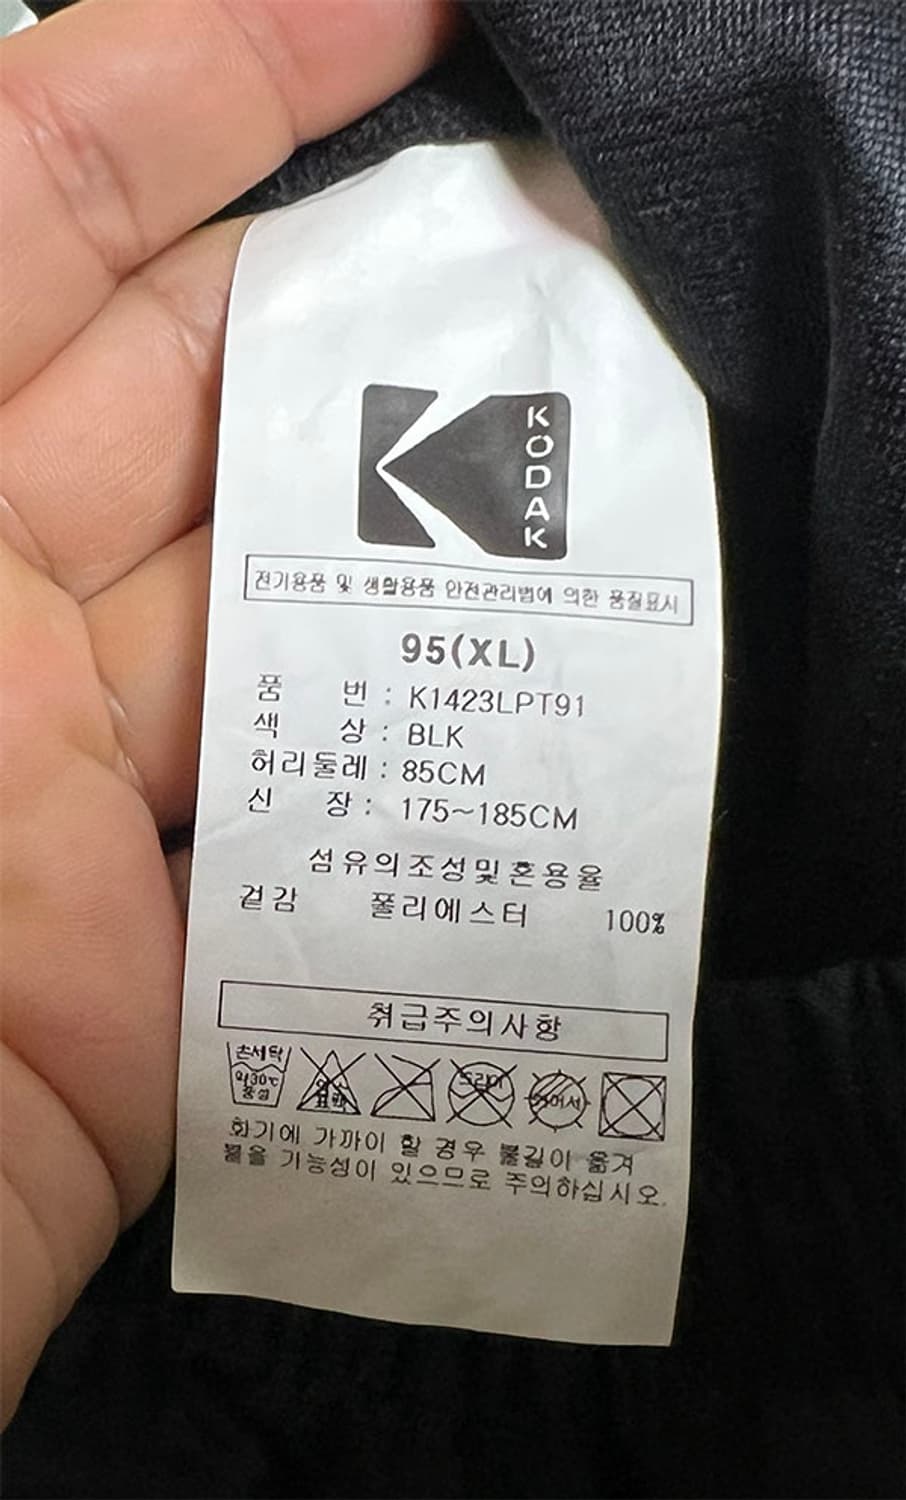 KODAK
전기용품 및 생활용품 안전관리법에 의한 품질표시
95(XL)
품 번 : K1423LPT91
색 상 : BLK
허리둘레 : 85CM
신 장 : 175~185CM
섬유의조성및혼용율
겉감 폴리에스터 100%
취급주의사항
손세탁
약30℃
중성
염소
표백
드라이
화기에 가까이 할 경우 불길이 옮겨
붙을 가능성이 있으므로 주의하십시오.